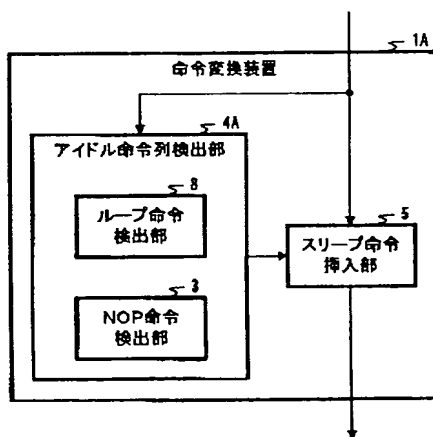 1A
命令変換装置
4A
アイドル命令列検出部
8
ループ命令
検出部
5
スリープ命令
挿入部
3
NOP命令
検出部